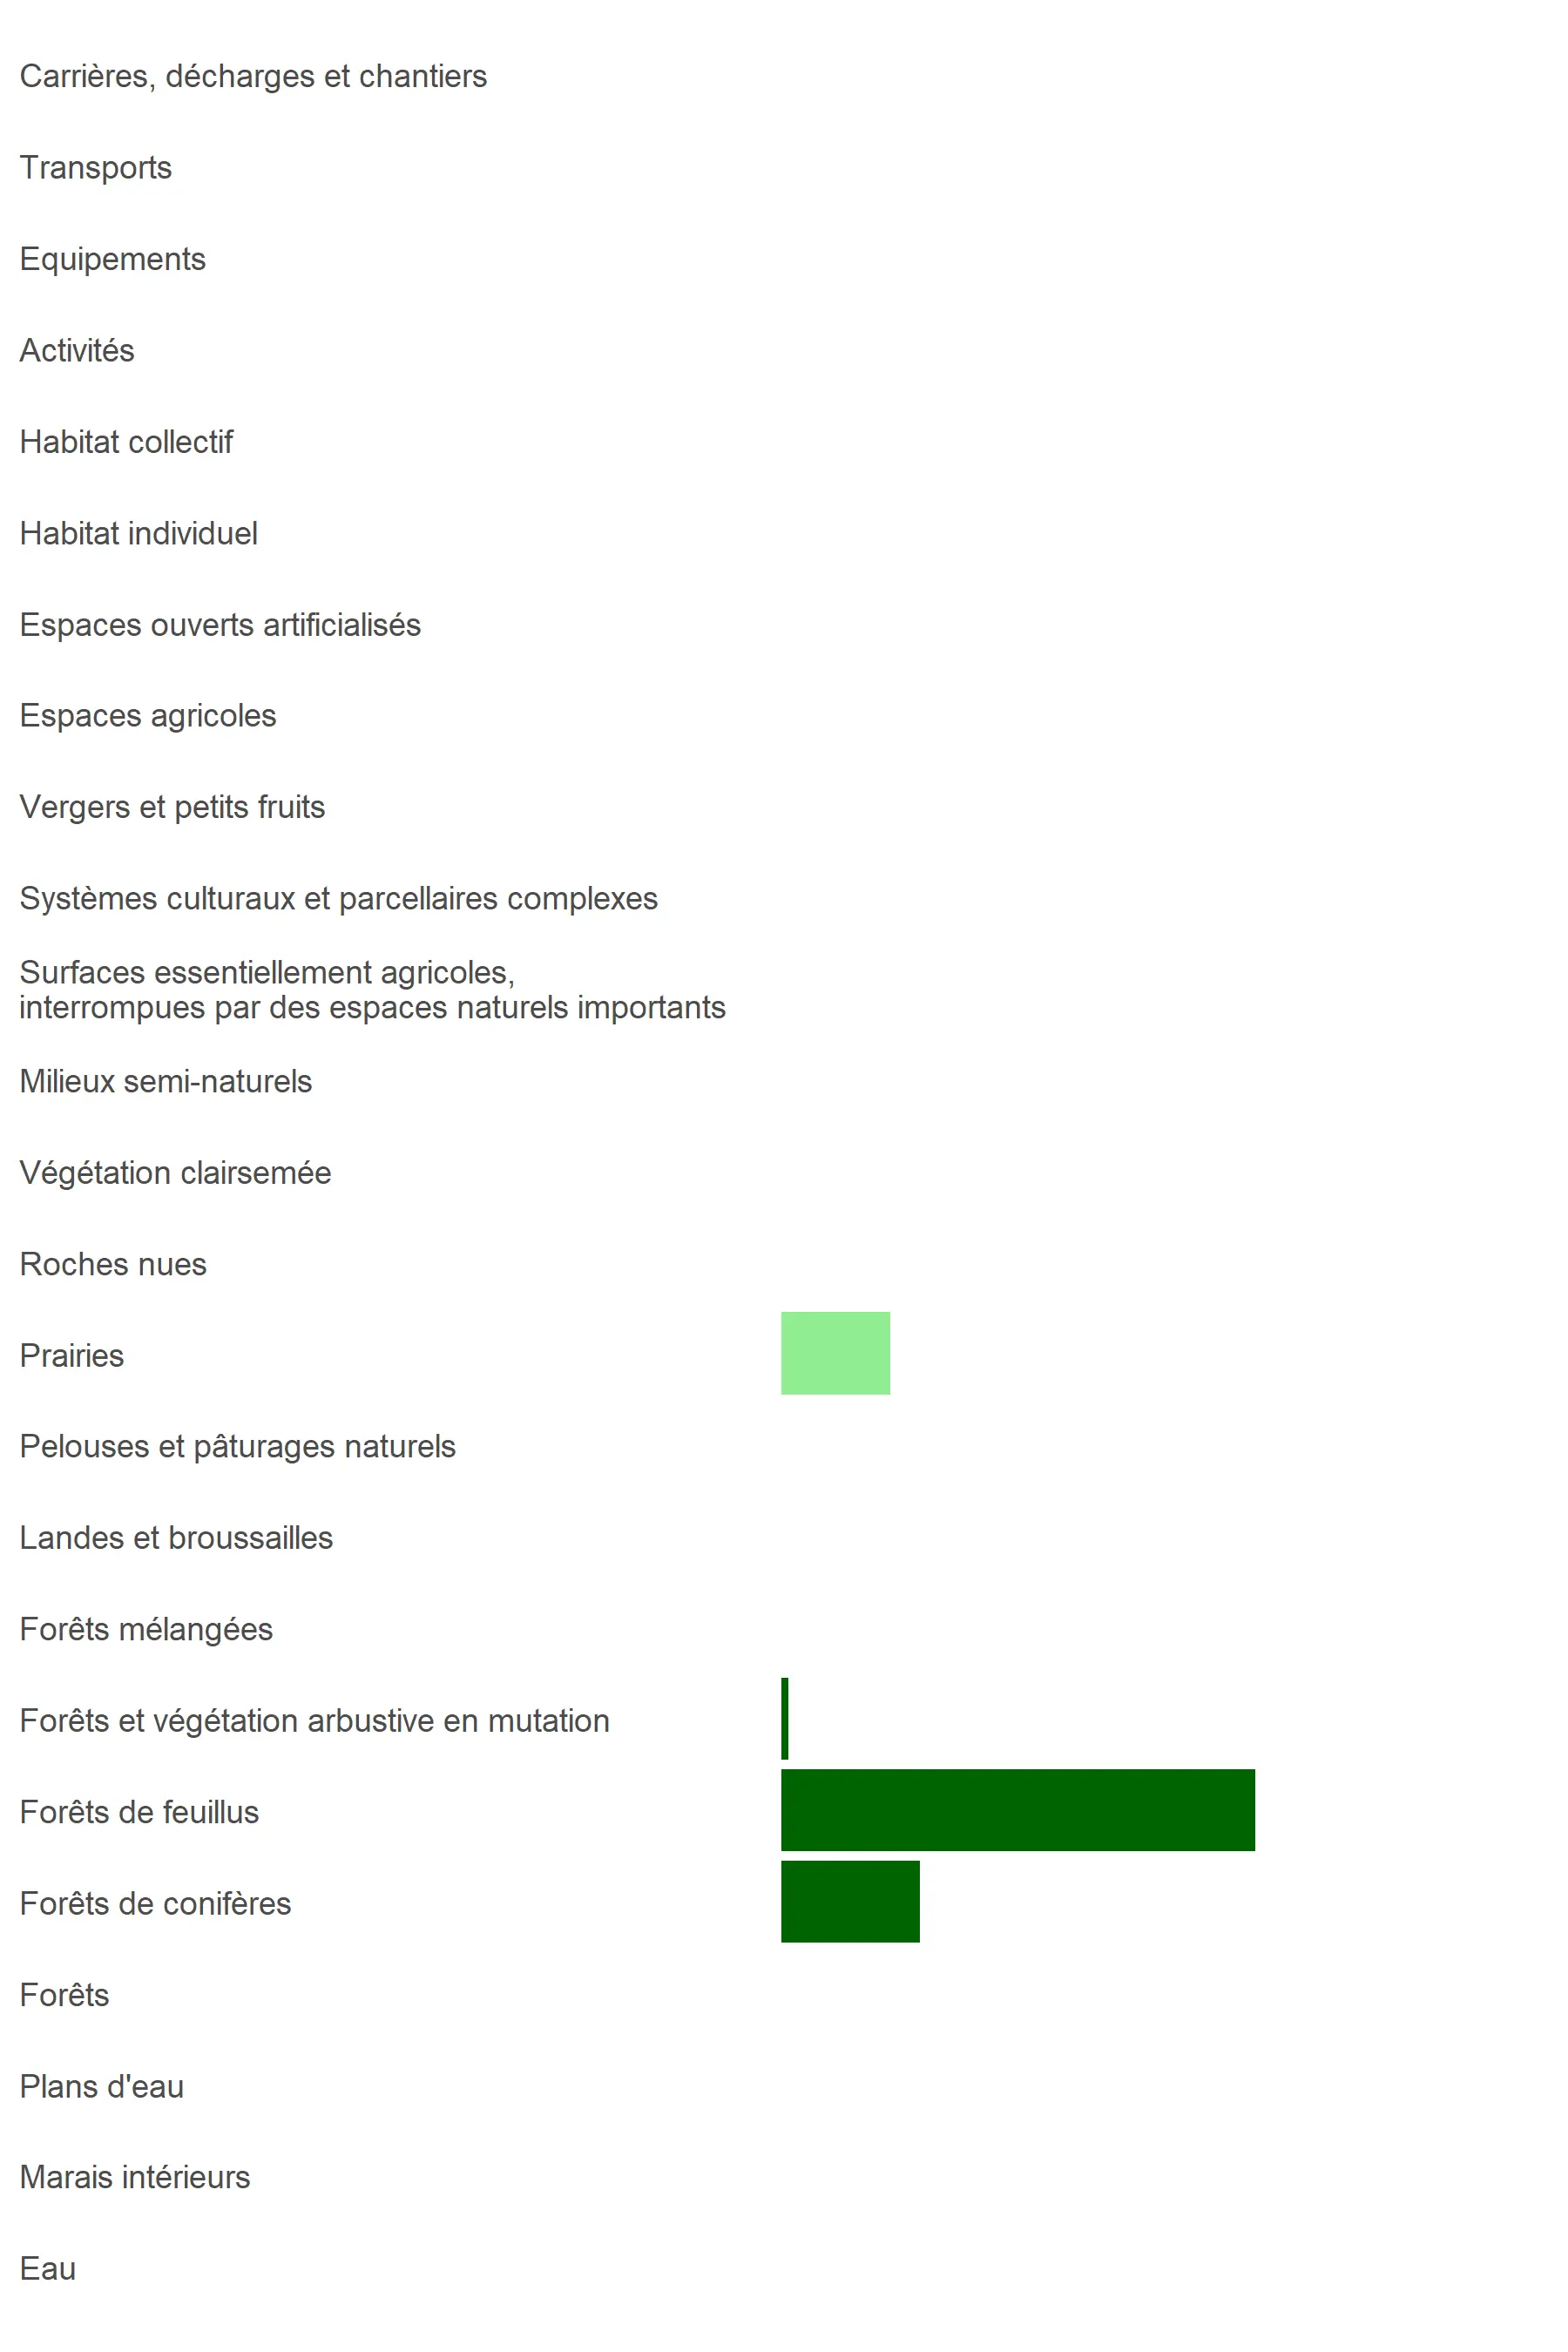 Carrières, décharges et chantiers
Transports
Equipements
Activités
Habitat collectif
Habitat individuel
Espaces ouverts artificialisés
Espaces agricoles
Vergers et petits fruits
Systèmes culturaux et parcellaires complexes
Surfaces essentiellement agricoles,
interrompues par des espaces naturels importants
Milieux semi-naturels
Végétation clairsemée
Roches nues
Prairies
Pelouses et pâturages naturels
Landes et broussailles
Forêts mélangées
Forêts et végétation arbustive en mutation
Forêts de feuillus
Forêts de conifères
Forêts
Plans d'eau
Marais intérieurs
Eau